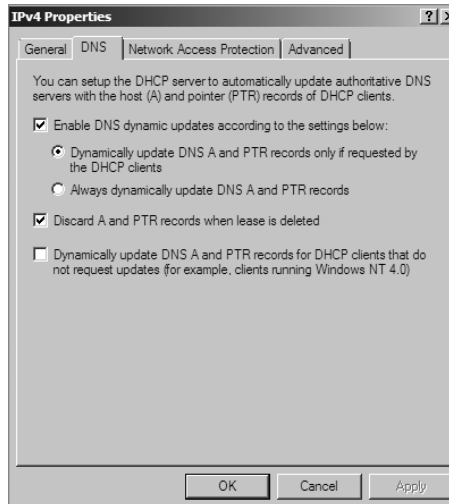 IPv4 Properties
General DNS Network Access Protection Advanced
You can setup the DHCP server to automatically update authoritative DNS
servers with the host (A) and pointer (PTR) records of DHCP clients.
Enable DNS dynamic updates according to the settings below:
Dynamically update DNS A and PTR records only if requested by
the DHCP clients
Always dynamically update DNS A and PTR records
Discard A and PTR records when lease is deleted
Dynamically update DNS A and PTR records for DHCP clients that do
not request updates (for example, clients running Windows NT 4.0)
OK Cancel Apply